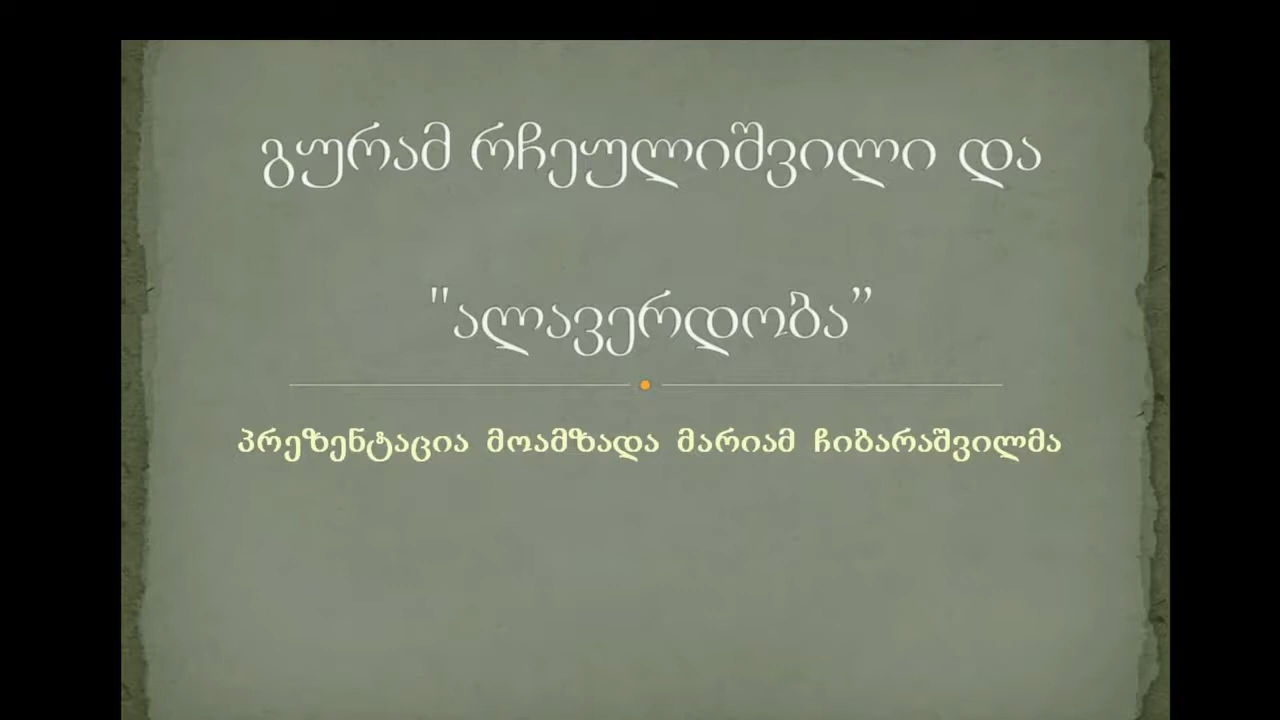 გურამ რჩეულიშვილი და
"ალავერდობა”
პრეზენტაცია მოამზადა მარიამ ჩიბარაშვილმა